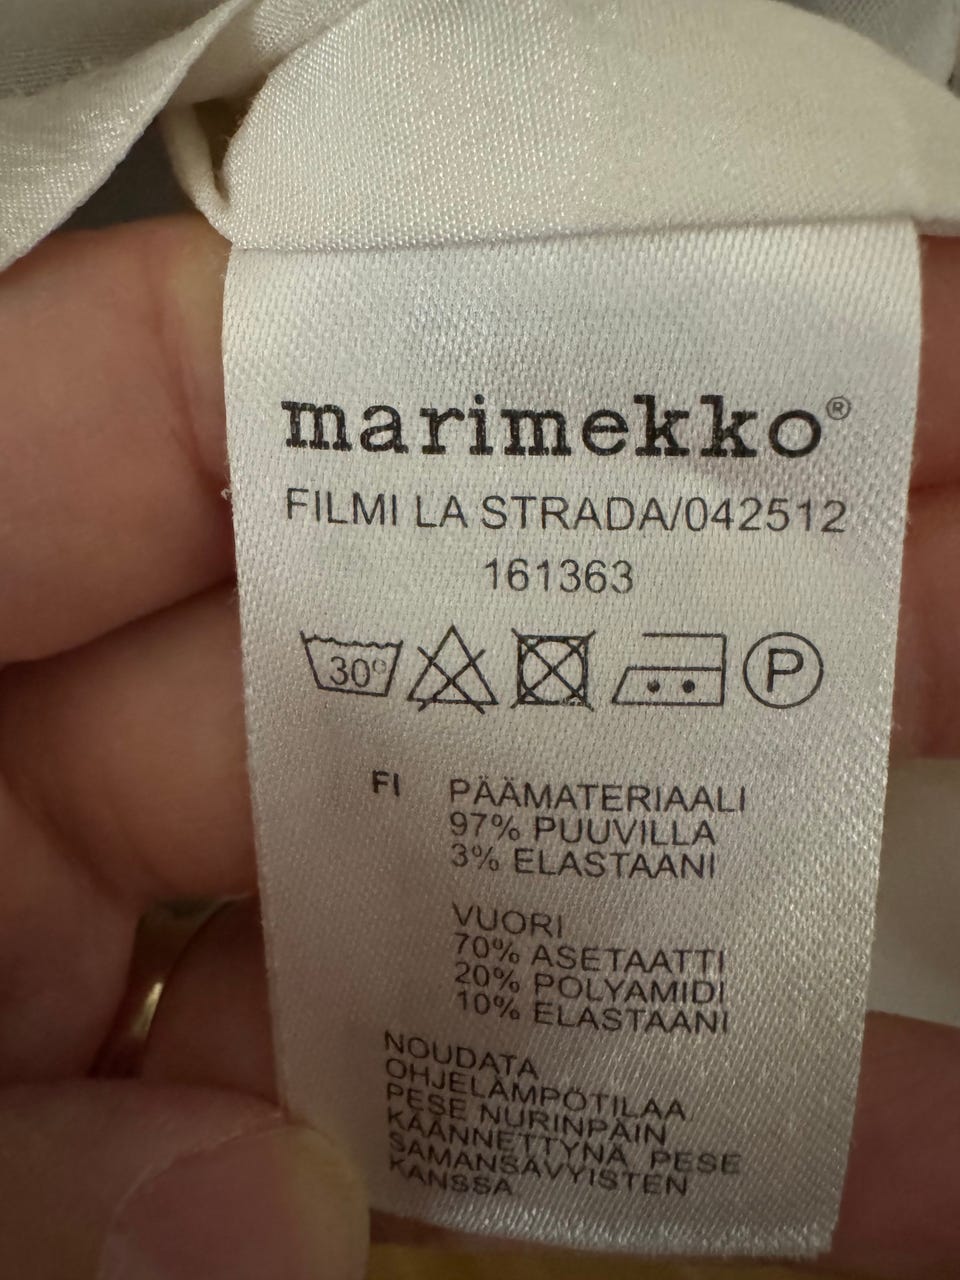 marimekko®
FILMI LA STRADA/042512
161363
30° P
FI PÄÄMATERIAALI
97% PUUVILLA
3% ELASTAANI
VUORI
70% ASETAATTI
20% POLYAMIDI
10% ELASTAANI
NOUDATA
OHJELÄMPÖTILAA
PESE NURINPÄIN
KÄÄNNETTYNÄ PESE
SAMANSÄVYISTEN
KANSSA